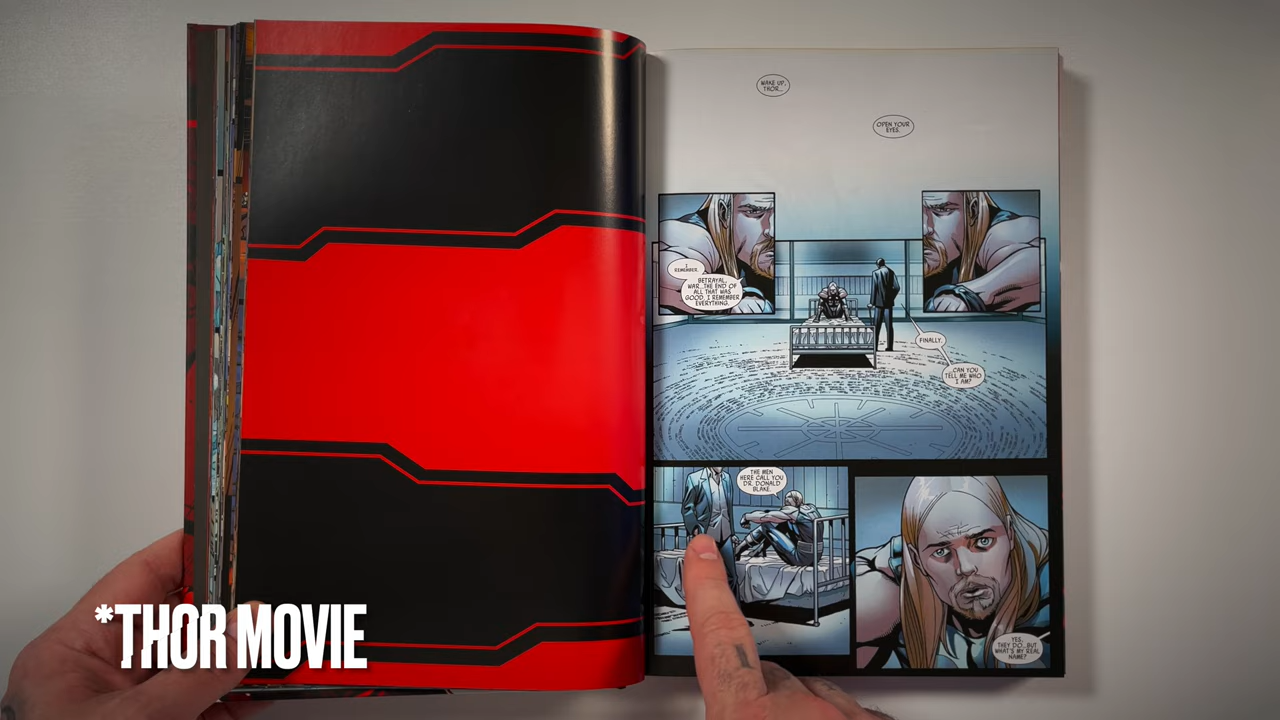 WAKE UP,
THOR...
OPEN YOUR
EYES.
I
REMEMBER.
BETRAYAL,
WAR...THE END OF
ALL THAT WAS
GOOD. I REMEMBER
EVERYTHING.
FINALLY.
...CAN YOU
TELL ME WHO
I AM?
THE MEN
HERE CALL YOU
DR. DONALD
BLAKE.
YES,
THEY DO...BUT
WHAT'S MY REAL
NAME?
*THOR MOVIE